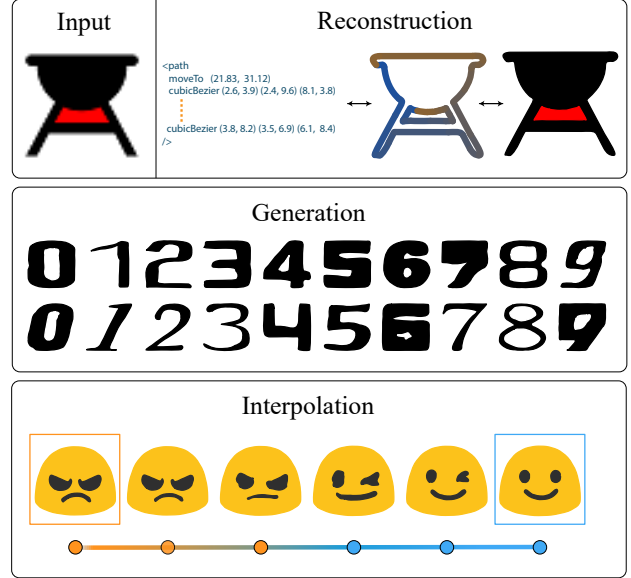 Input
Reconstruction
<path
moveTo (21.83, 31.12)
cubicBezier (2.6, 3.9) (2.4, 9.6) (8.1, 3.8)
cubicBezier (3.8, 8.2) (3.5, 6.9) (6.1, 8.4)
/>
Generation
0123456789
0123456789
Interpolation